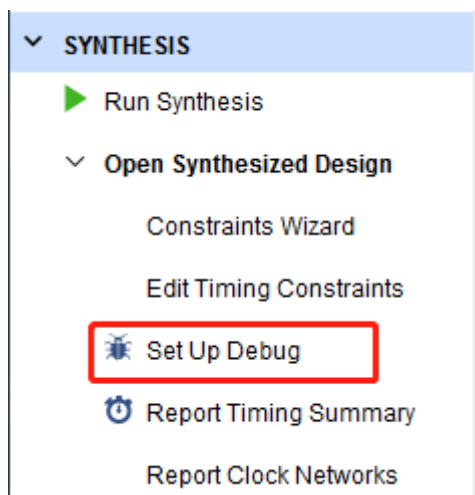 SYNTHESIS
Run Synthesis
Open Synthesized Design
Constraints Wizard
Edit Timing Constraints
Set Up Debug
Report Timing Summary
Report Clock Networks